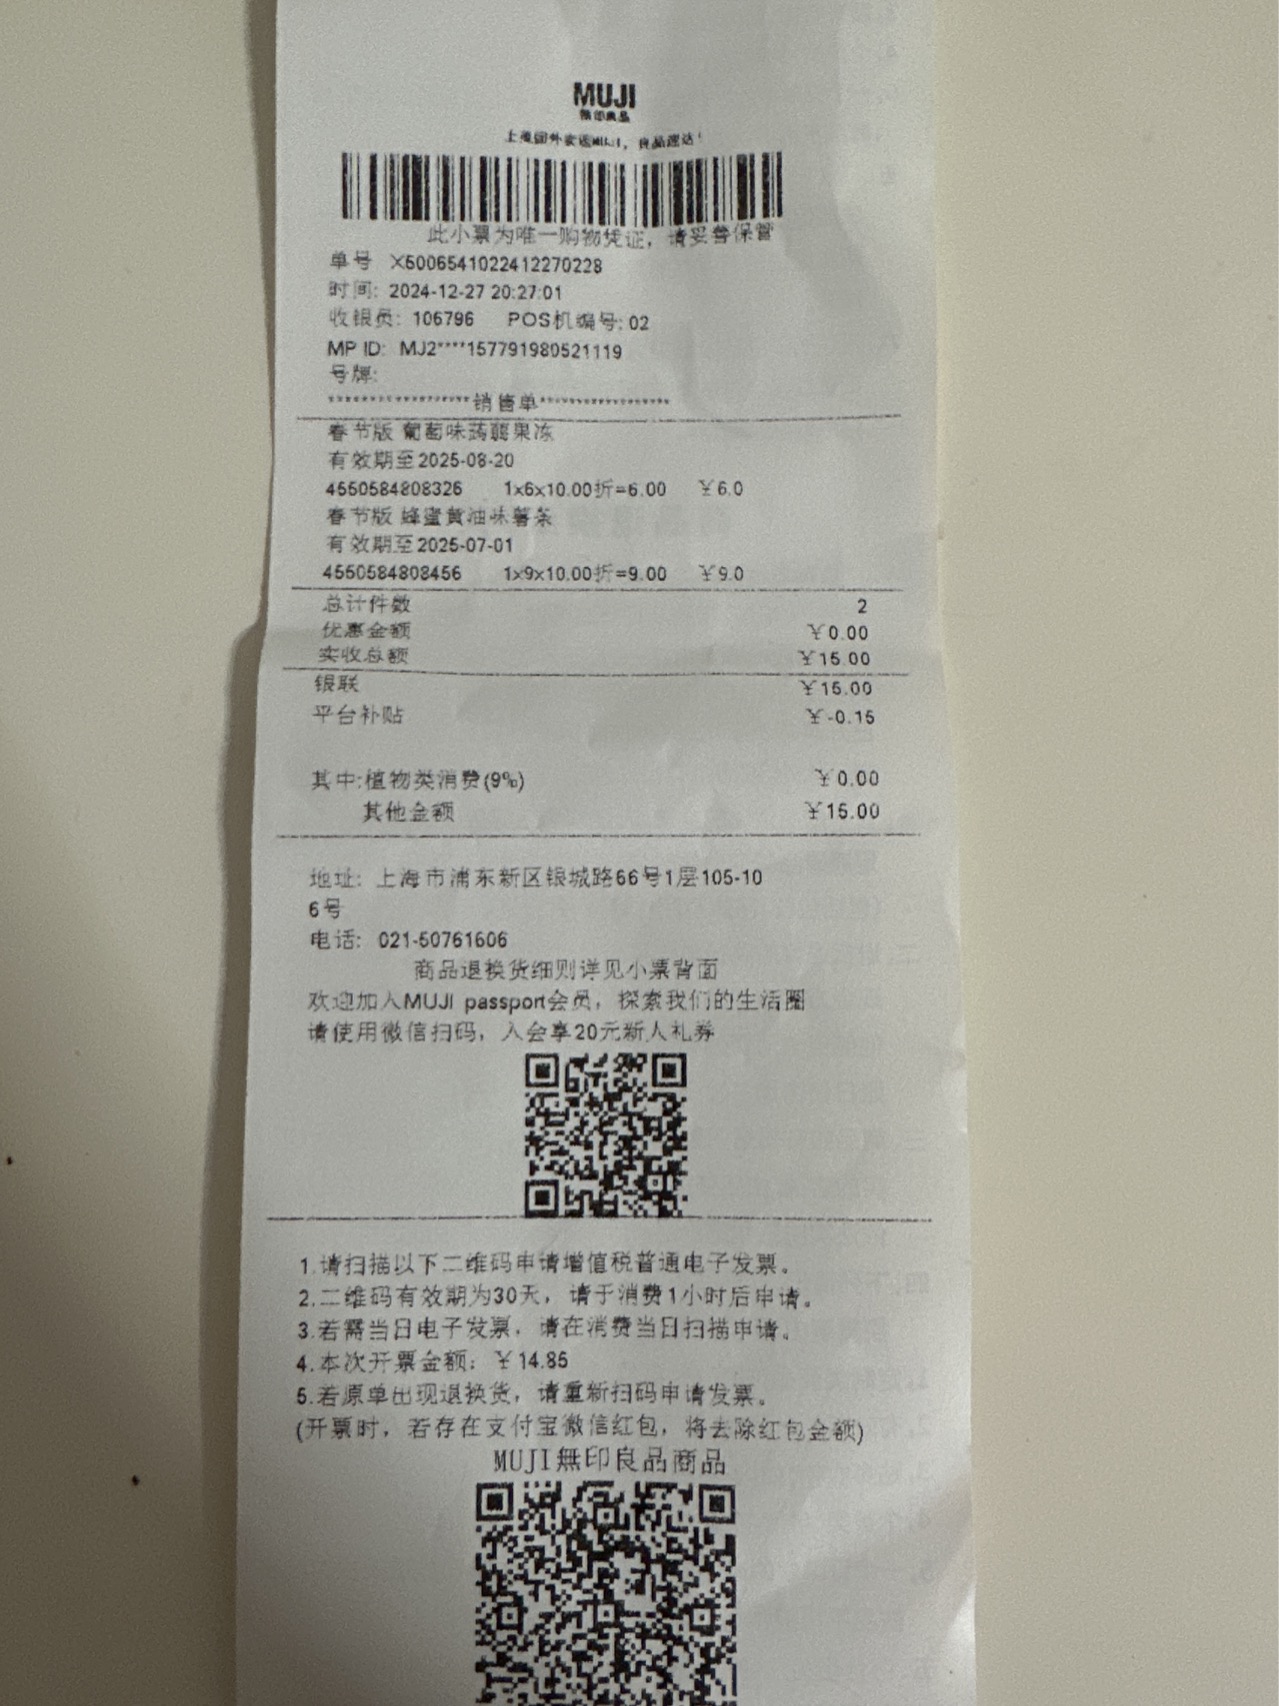 MUJI
無印良品
此小票为唯一购物凭证，请妥善保管
单号 X5006541022412270228
时间: 2024-12-27 20:27:01
收银员: 106796 POS机编号: 02
MP ID: MJ2****157791980521119
号牌:
********************销售单******************
春节版 葡萄味蒟蒻果冻
有效期至2025-08-20
4550584808326 1x6x10.00折=6.00 ￥6.0
春节版 蜂蜜黄油味薯条
有效期至2025-07-01
4550584808456 1x9x10.00折=9.00 ￥9.0
总计件数 2
优惠金额 ￥0.00
实收总额 ￥15.00
银联 ￥15.00
平台补贴 ￥-0.15
其中:植物类消费(9%) ￥0.00
其他金额 ￥15.00
地址: 上海市浦东新区银城路66号1层105-10
6号
电话: 021-50761606
商品退换货细则详见小票背面
欢迎加入MUJI passport会员，探索我们的生活圈
请使用微信扫码，入会享20元新人礼券
1.请扫描以下二维码申请增值税普通电子发票。
2.二维码有效期为30天，请于消费1小时后申请。
3.若需当日电子发票，请在消费当日扫描申请。
4.本次开票金额: ￥14.85
5.若原单出现退换货，请重新扫码申请发票。
(开票时，若存在支付宝微信红包，将去除红包金额)
MUJI無印良品商品